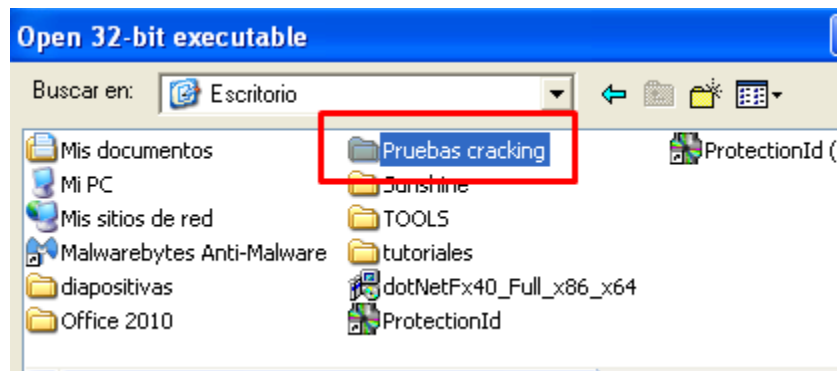 Open 32-bit executable
Buscar en: Escritorio
Mis documentos Pruebas cracking ProtectionId (
Mi PC Sunshine
Mis sitios de red TOOLS
Malwarebytes Anti-Malware tutoriales
diapositivas dotNetFx40_Full_x86_x64
Office 2010 ProtectionId